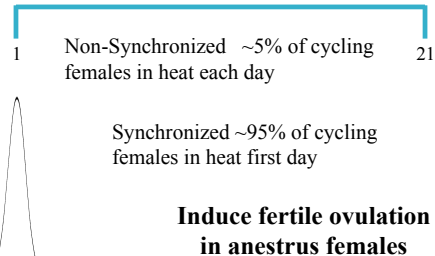 1
Non-Synchronized ~5% of cycling
females in heat each day
21
Synchronized ~95% of cycling
females in heat first day
Induce fertile ovulation
in anestrus females